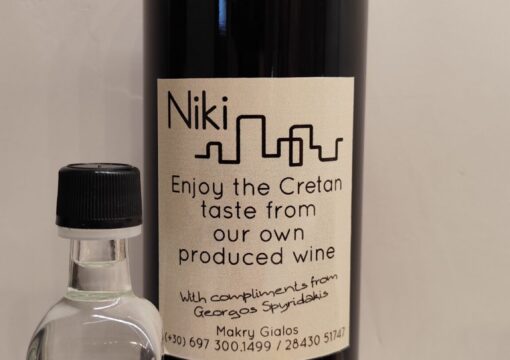 Niki
Enjoy the Cretan
taste from
our own
produced wine
With compliments from
Georgos Spyridakis
Makry Gialos
(+30) 697 300.1499 / 28430 51747